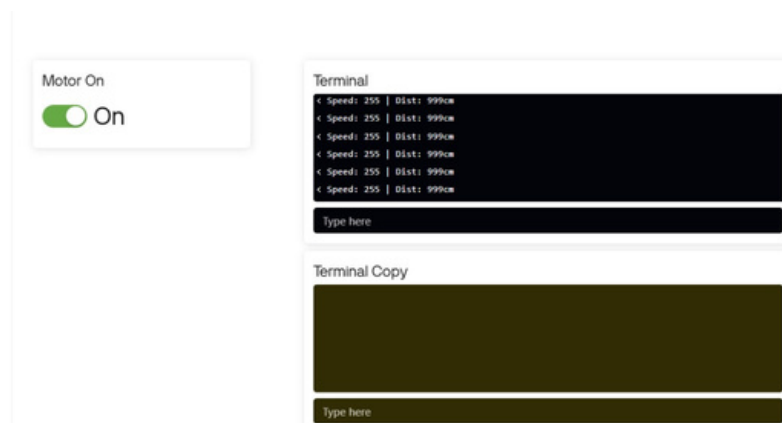 Motor On
On
Terminal
< Speed: 255 | Dist: 999cm
< Speed: 255 | Dist: 999cm
< Speed: 255 | Dist: 999cm
< Speed: 255 | Dist: 999cm
< Speed: 255 | Dist: 999cm
< Speed: 255 | Dist: 999cm
Type here
Terminal Copy
Type here